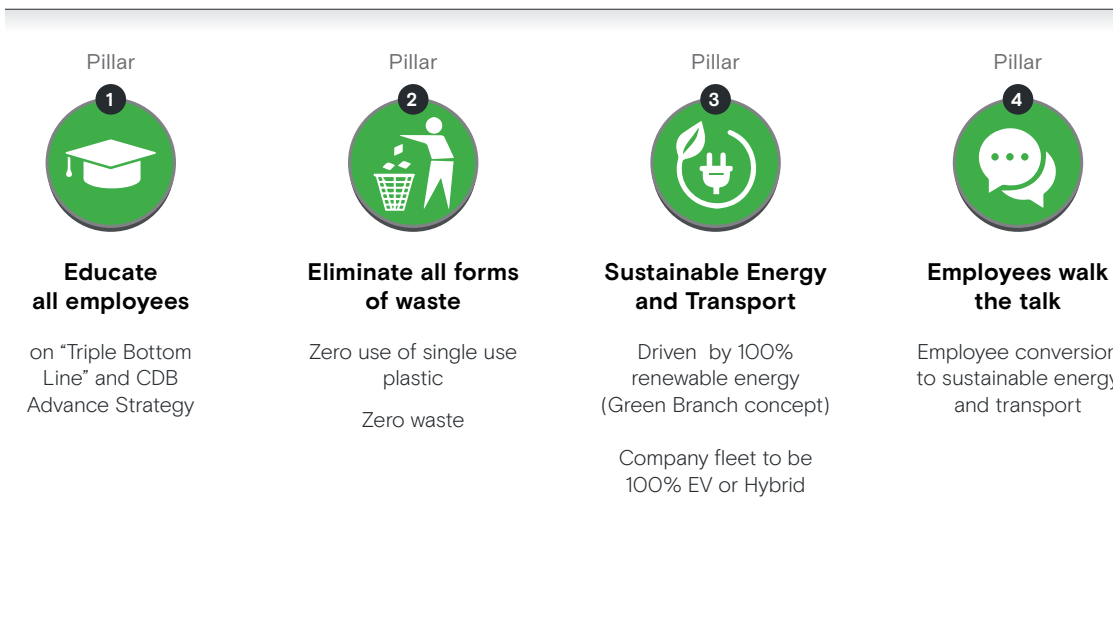 Pillar
1
Educate
all employees
on “Triple Bottom
Line” and CDB
Advance Strategy
Pillar
2
Eliminate all forms
of waste
Zero use of single use
plastic
Zero waste
Pillar
3
Sustainable Energy
and Transport
Driven by 100%
renewable energy
(Green Branch concept)
Company fleet to be
100% EV or Hybrid
Pillar
4
Employees walk
the talk
Employee conversion
to sustainable energy
and transport